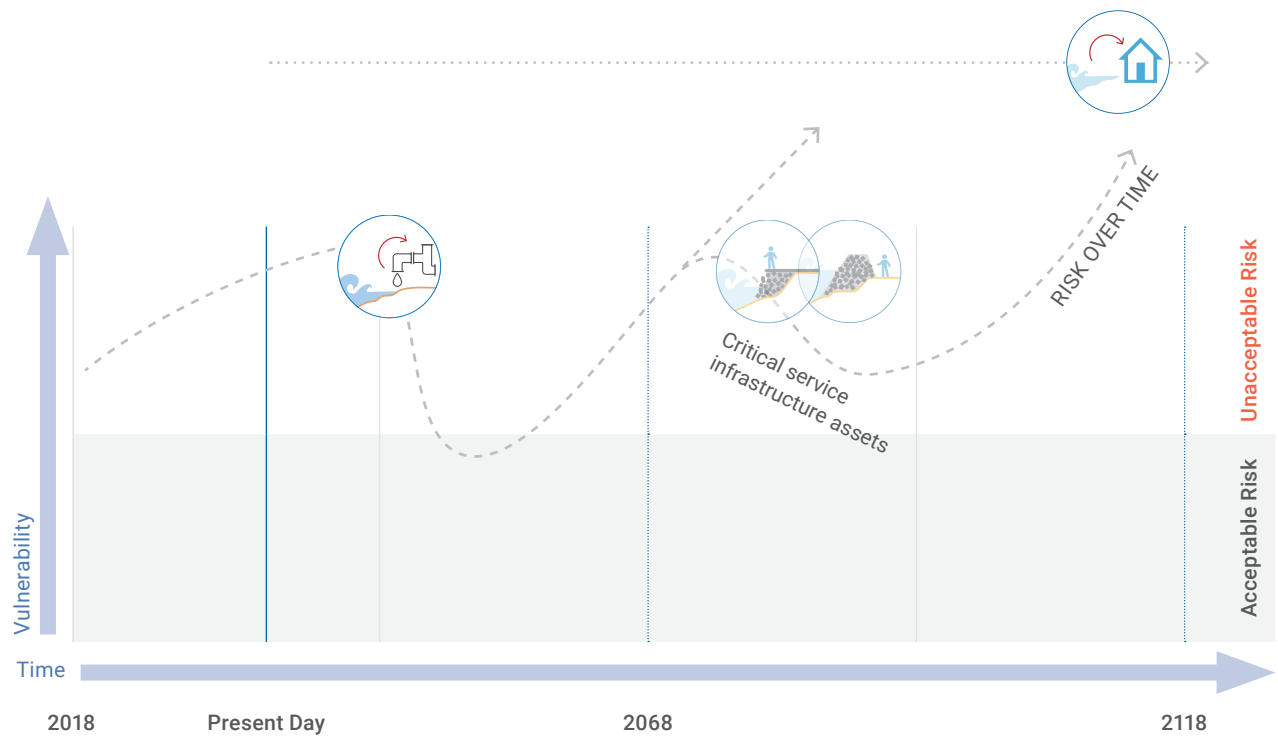 RISK OVER TIME
Unacceptable Risk
Critical service
infrastructure assets
Acceptable Risk
Vulnerability
Time
2018
Present Day
2068
2118